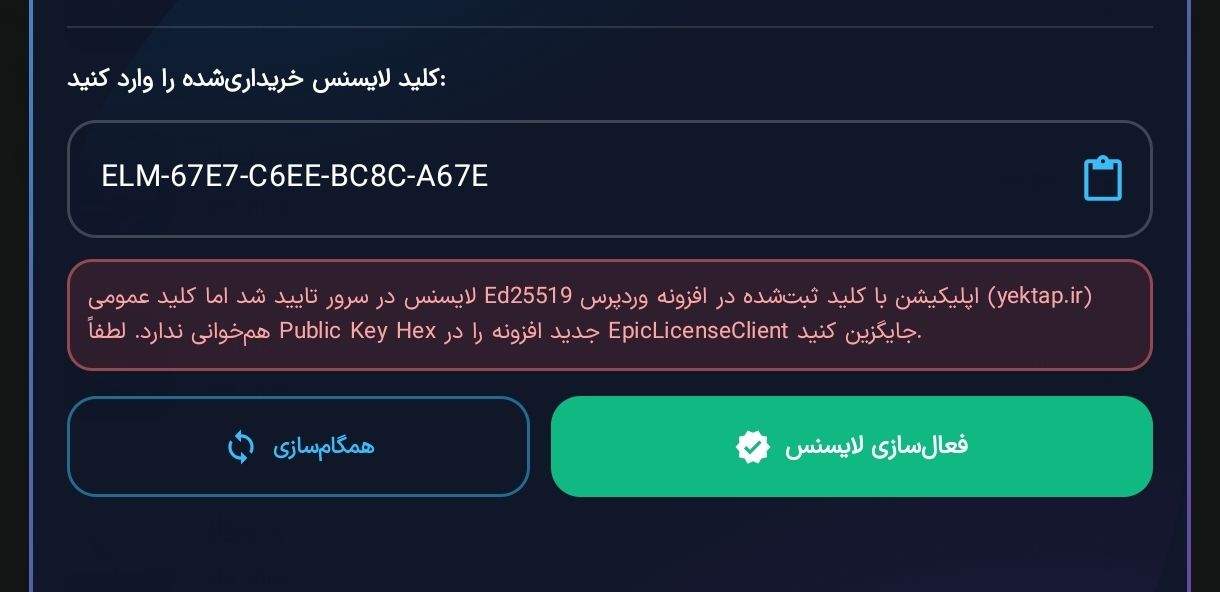 کلید لایسنس خریداری‌شده را وارد کنید:
ELM-67E7-C6EE-BC8C-A67E
لایسنس در سرور تایید شد اما کلید عمومی Ed25519 اپلیکیشن با کلید ثبت‌شده در افزونه وردپرس (yektap.ir)
هم‌خوانی ندارد. لطفاً Public Key Hex جدید افزونه را در EpicLicenseClient جایگزین کنید.
فعال‌سازی لایسنس
همگام‌سازی